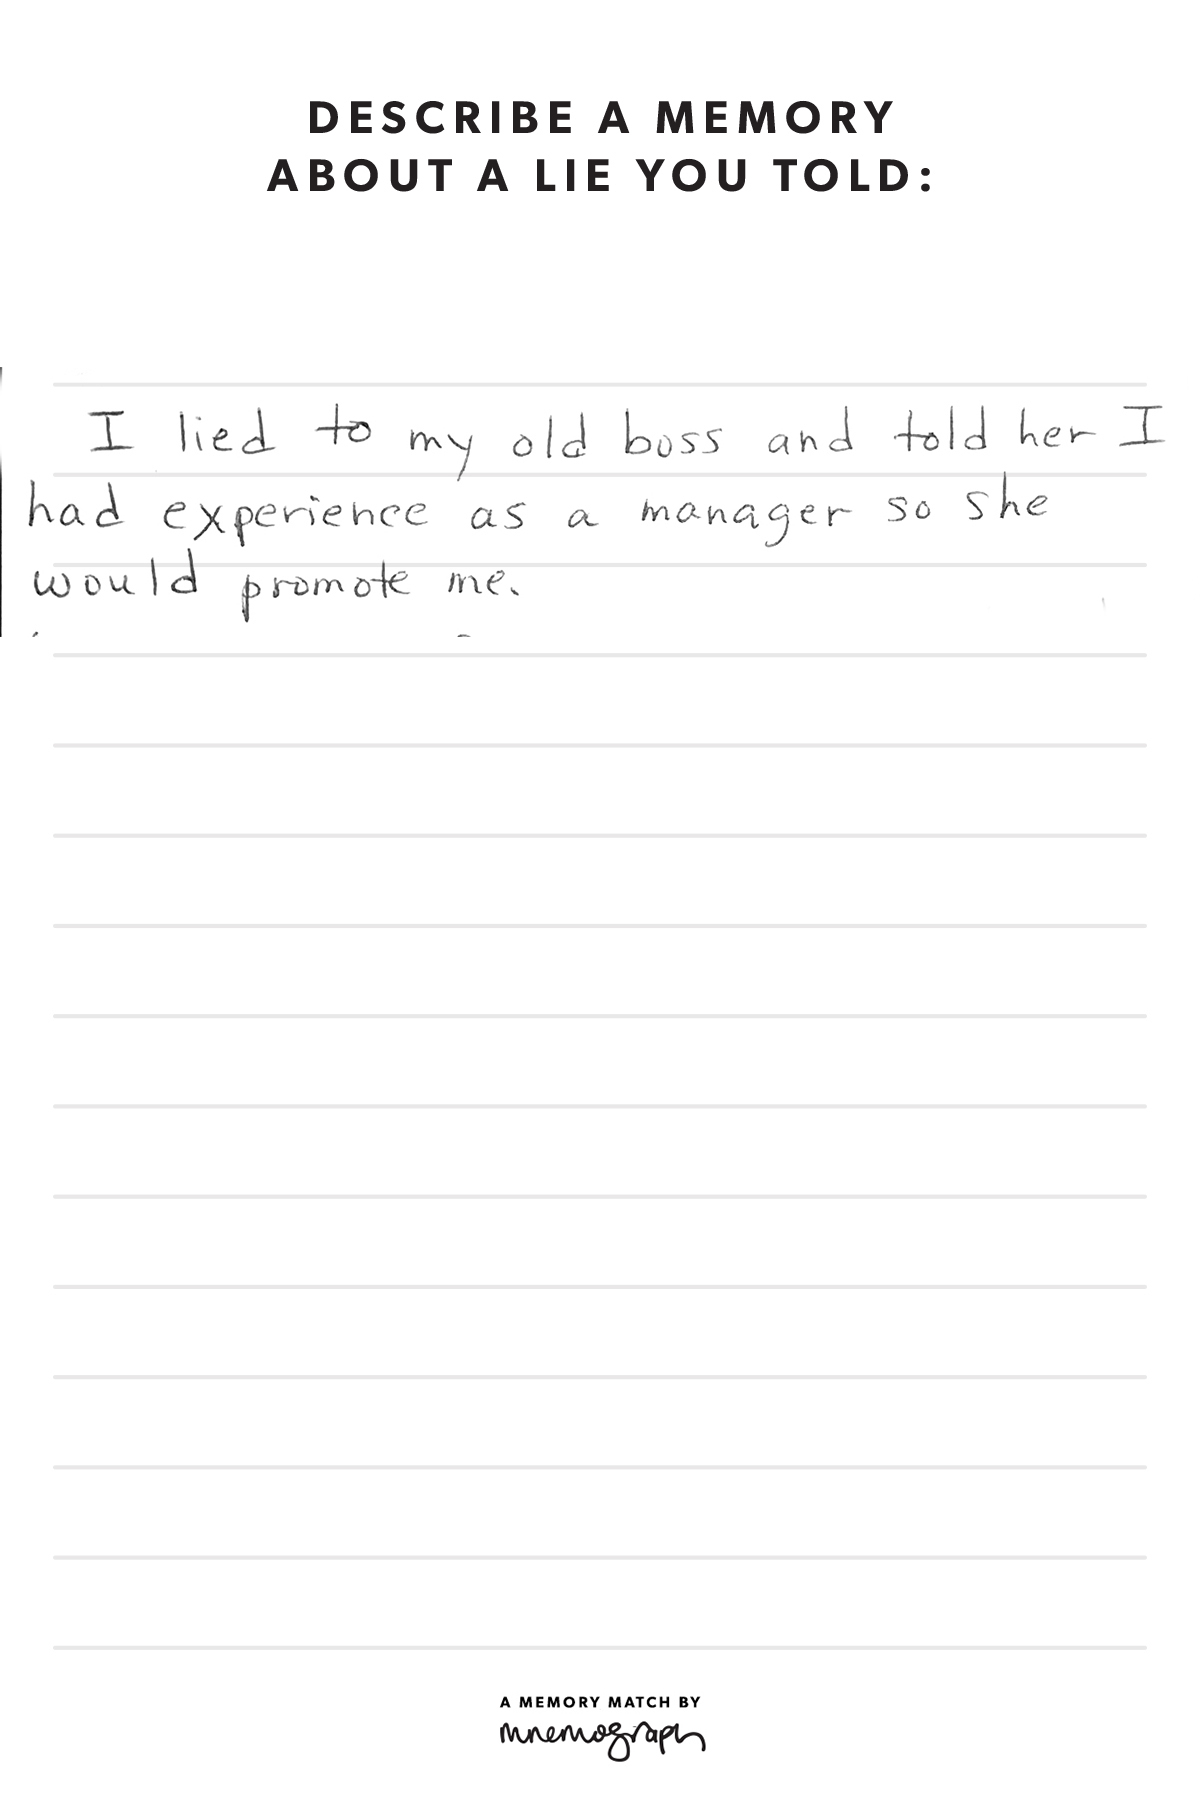 DESCRIBE A MEMORY
ABOUT A LIE YOU TOLD:
I lied to my old boss and told her I
had experience as a manager so she
would promote me.
A MEMORY MATCH BY
mnemograph